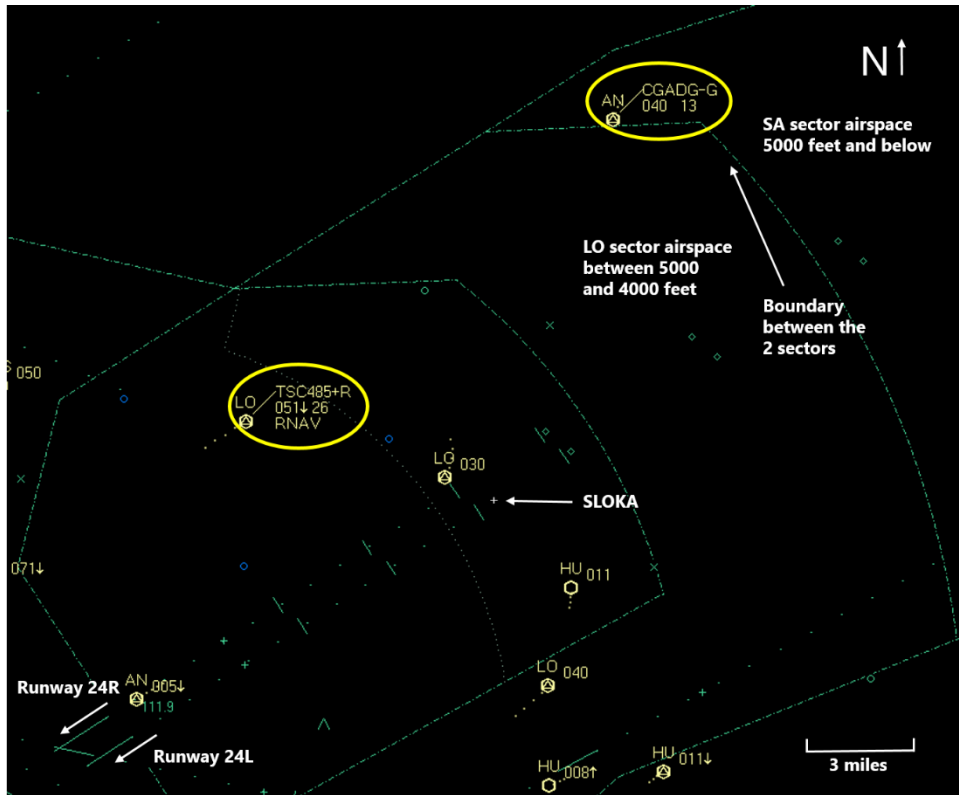 N
CGADG-G
AN
040 13
SA sector airspace
5000 feet and below
LO sector airspace
between 5000
and 4000 feet
Boundary
between the
2 sectors
050
LO
TSC485+R
051↓ 26
RNAV
LO 030
SLOKA
071↓
HU 011
LO 040
AN 005↓
111.9
Runway 24R
Runway 24L
HU 008↑
HU 011↓
3 miles